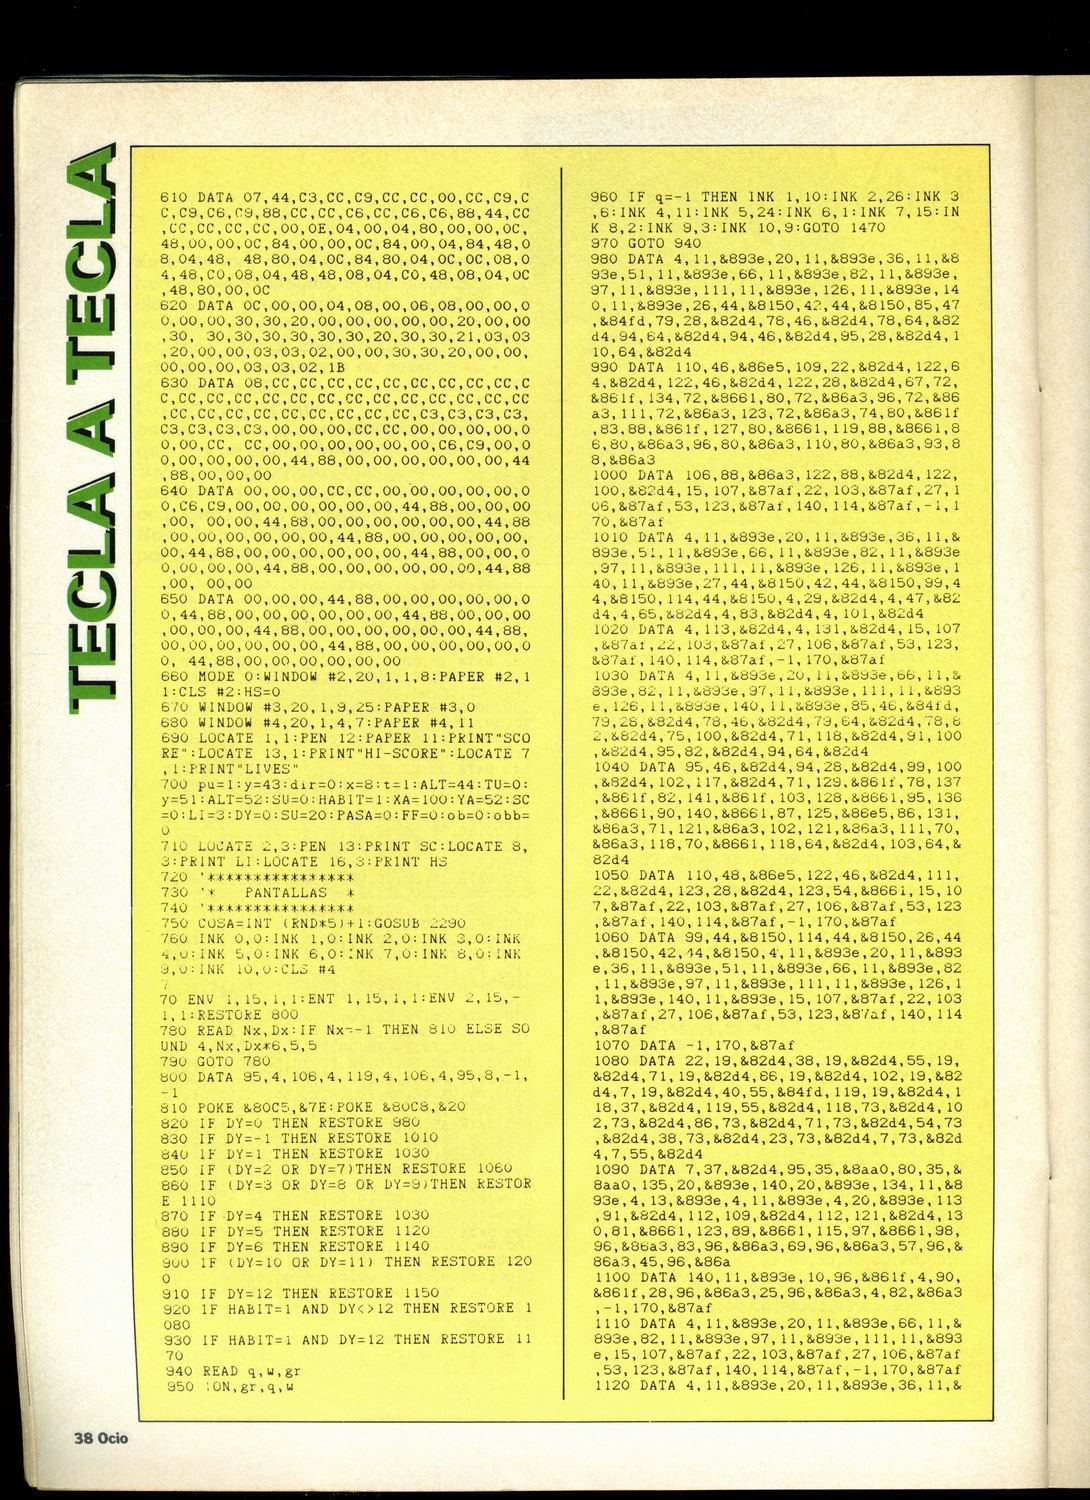 TECLA A TECLA
610 DATA 07,44,C3,CC,C9,CC,CC,00,CC,C9,C
C,C9,C6,C9,88,CC,CC,C6,CC,C6,C6,88,44,CC
,CC,CC,CC,CC,00,0E,04,00,04,80,00,00,0C,
48,00,00,0C,84,00,00,0C,84,00,04,84,48,0
8,04,48, 48,80,04,0C,84,80,04,0C,0C,08,0
4,48,C0,08,04,48,48,08,04,C0,48,08,04,0C
,48,80,00,0C
620 DATA 0C,00,00,04,08,00,06,08,00,00,0
0,00,00,30,30,20,00,00,00,00,00,20,00,00
,30, 30,30,30,30,30,20,30,30,21,03,03
,20,00,00,03,03,02,00,00,30,30,20,00,00,
00,00,00,03,03,02,1B
630 DATA 08,CC,CC,CC,CC,CC,CC,CC,CC,CC,C
C,CC,CC,CC,CC,CC,CC,CC,CC,CC,CC,CC,CC,CC
,CC,CC,CC,CC,CC,CC,CC,CC,CC,C3,C3,C3,C3,
C3,C3,C3,C3,00,00,00,CC,CC,00,00,00,00,0
0,00,CC, CC,00,00,00,00,00,00,C6,C9,00,0
0,00,00,00,00,44,88,00,00,00,00,00,00,44
,88,00,00,00
640 DATA 00,00,00,CC,CC,00,00,00,00,00,0
0,C6,C9,00,00,00,00,00,00,44,88,00,00,00
,00, 00,00,44,88,00,00,00,00,00,00,44,88
,00,00,00,00,00,00,44,88,00,00,00,00,00,
00,44,88,00,00,00,00,00,00,44,88,00,00,0
0,00,00,00,44,88,00,00,00,00,00,00,44,88
,00, 00,00
650 DATA 00,00,00,44,88,00,00,00,00,00,0
0,44,88,00,00,00,00,00,00,44,88,00,00,00
,00,00,00,44,88,00,00,00,00,00,00,44,88,
00,00,00,00,00,00,44,88,00,00,00,00,00,0
0, 44,88,00,00,00,00,00,00
660 MODE 0:WINDOW #2,20,1,1,8:PAPER #2,1
1:CLS #2:HS=0
670 WINDOW #3,20,1,9,25:PAPER #3,0
680 WINDOW #4,20,1,4,7:PAPER #4,11
690 LOCATE 1,1:PEN 12:PAPER 11:PRINT"SCO
RE":LOCATE 13,1:PRINT"HI-SCORE":LOCATE 7
,1:PRINT"LIVES"
700 pu=1:y=43:dir=0:x=8:t=1:ALT=44:TU=0:
y=51:ALT=52:SU=0:HABIT=1:XA=100:YA=52:SC
=0:LI=3:DY=0:SU=20:PASA=0:FF=0:ob=0:obb=
0
710 LOCATE 2,3:PEN 13:PRINT SC:LOCATE 8,
3:PRINT LI:LOCATE 16,3:PRINT HS
720 '****************
730 '* PANTALLAS *
740 '****************
750 COSA=INT (RND*5)+1:GOSUB 2290
760 INK 0,0:INK 1,0:INK 2,0:INK 3,0:INK
4,0:INK 5,0:INK 6,0:INK 7,0:INK 8,0:INK
9,0:INK 10,0:CLS #4
7
70 ENV 1,15,1,1:ENT 1,15,1,1:ENV 2,15,-
1,1:RESTORE 800
780 READ Nx,Dx:IF Nx=-1 THEN 810 ELSE SO
UND 4,Nx,Dx*6,5,5
790 GOTO 780
800 DATA 95,4,106,4,119,4,106,4,95,8,-1,
-1
810 POKE &80C5,&7E:POKE &80C8,&20
820 IF DY=0 THEN RESTORE 980
830 IF DY=-1 THEN RESTORE 1010
840 IF DY=1 THEN RESTORE 1030
850 IF (DY=2 OR DY=7)THEN RESTORE 1060
860 IF (DY=3 OR DY=8 OR DY=9)THEN RESTOR
E 1110
870 IF DY=4 THEN RESTORE 1030
880 IF DY=5 THEN RESTORE 1120
890 IF DY=6 THEN RESTORE 1140
900 IF (DY=10 OR DY=11) THEN RESTORE 120
0
910 IF DY=12 THEN RESTORE 1150
920 IF HABIT=1 AND DY<>12 THEN RESTORE 1
080
930 IF HABIT=1 AND DY=12 THEN RESTORE 11
70
940 READ q,w,gr
950 :ON,gr,q,w
960 IF q=-1 THEN INK 1,10:INK 2,26:INK 3
,6:INK 4,11:INK 5,24:INK 6,1:INK 7,15:IN
K 8,2:INK 9,3:INK 10,9:GOTO 1470
970 GOTO 940
980 DATA 4,11,&893e,20,11,&893e,36,11,&8
93e,51,11,&893e,66,11,&893e,82,11,&893e,
97,11,&893e,111,11,&893e,126,11,&893e,14
0,11,&893e,26,44,&8150,42,44,&8150,85,47
,&84fd,79,28,&82d4,78,46,&82d4,78,64,&82
d4,94,64,&82d4,94,46,&82d4,95,28,&82d4,1
10,64,&82d4
990 DATA 110,46,&86e5,109,22,&82d4,122,6
4,&82d4,122,46,&82d4,122,28,&82d4,67,72,
&861f,134,72,&8661,80,72,&86a3,96,72,&86
a3,111,72,&86a3,123,72,&86a3,74,80,&861f
,83,88,&861f,127,80,&8661,119,88,&8661,8
6,80,&86a3,96,80,&86a3,110,80,&86a3,93,8
8,&86a3
1000 DATA 106,88,&86a3,122,88,&82d4,122,
100,&82d4,15,107,&87af,22,103,&87af,27,1
06,&87af,53,123,&87af,140,114,&87af,-1,1
70,&87af
1010 DATA 4,11,&893e,20,11,&893e,36,11,&
893e,51,11,&893e,66,11,&893e,82,11,&893e
,97,11,&893e,111,11,&893e,126,11,&893e,1
40,11,&893e,27,44,&8150,42,44,&8150,99,4
4,&8150,114,44,&8150,4,29,&82d4,4,47,&82
d4,4,65,&82d4,4,83,&82d4,4,101,&82d4
1020 DATA 4,113,&82d4,4,131,&82d4,15,107
,&87af,22,103,&87af,27,106,&87af,53,123,
&87af,140,114,&87af,-1,170,&87af
1030 DATA 4,11,&893e,20,11,&893e,66,11,&
893e,82,11,&893e,97,11,&893e,111,11,&893
e,126,11,&893e,140,11,&893e,85,46,&84fd,
79,28,&82d4,78,46,&82d4,79,64,&82d4,78,8
2,&82d4,75,100,&82d4,71,118,&82d4,91,100
,&82d4,95,82,&82d4,94,64,&82d4
1040 DATA 95,46,&82d4,94,28,&82d4,99,100
,&82d4,102,117,&82d4,71,129,&861f,78,137
,&861f,82,141,&861f,103,128,&8661,95,136
,&8661,90,140,&8661,87,125,&86e5,86,131,
&86a3,71,121,&86a3,102,121,&86a3,111,70,
&86a3,118,70,&8661,118,64,&82d4,103,64,&
82d4
1050 DATA 110,48,&86e5,122,46,&82d4,111,
22,&82d4,123,28,&82d4,123,54,&8661,15,10
7,&87af,22,103,&87af,27,106,&87af,53,123
,&87af,140,114,&87af,-1,170,&87af
1060 DATA 99,44,&8150,114,44,&8150,26,44
,&8150,42,44,&8150,4,11,&893e,20,11,&893
e,36,11,&893e,51,11,&893e,66,11,&893e,82
,11,&893e,97,11,&893e,111,11,&893e,126,1
1,&893e,140,11,&893e,15,107,&87af,22,103
,&87af,27,106,&87af,53,123,&87af,140,114
,&87af
1070 DATA -1,170,&87af
1080 DATA 22,19,&82d4,38,19,&82d4,55,19,
&82d4,71,19,&82d4,86,19,&82d4,102,19,&82
d4,7,19,&82d4,40,55,&84fd,119,19,&82d4,1
18,37,&82d4,119,55,&82d4,118,73,&82d4,10
2,73,&82d4,86,73,&82d4,71,73,&82d4,54,73
,&82d4,38,73,&82d4,23,73,&82d4,7,73,&82d
4,7,55,&82d4
1090 DATA 7,37,&82d4,95,35,&8aa0,80,35,&
8aa0,135,20,&893e,140,20,&893e,134,11,&8
93e,4,13,&893e,4,11,&893e,4,20,&893e,113
,91,&82d4,112,109,&82d4,112,121,&82d4,13
0,81,&8661,123,89,&8661,115,97,&8661,98,
96,&86a3,83,96,&86a3,69,96,&86a3,57,96,&
86a3,45,96,&86a
1100 DATA 140,11,&893e,10,96,&861f,4,90,
&861f,28,96,&86a3,25,96,&86a3,4,82,&86a3
,-1,170,&87af
1110 DATA 4,11,&893e,20,11,&893e,66,11,&
893e,82,11,&893e,97,11,&893e,111,11,&893
e,15,107,&87af,22,103,&87af,27,106,&87af
,53,123,&87af,140,114,&87af,-1,170,&87af
1120 DATA 4,11,&893e,20,11,&893e,36,11,&
38 Ocio